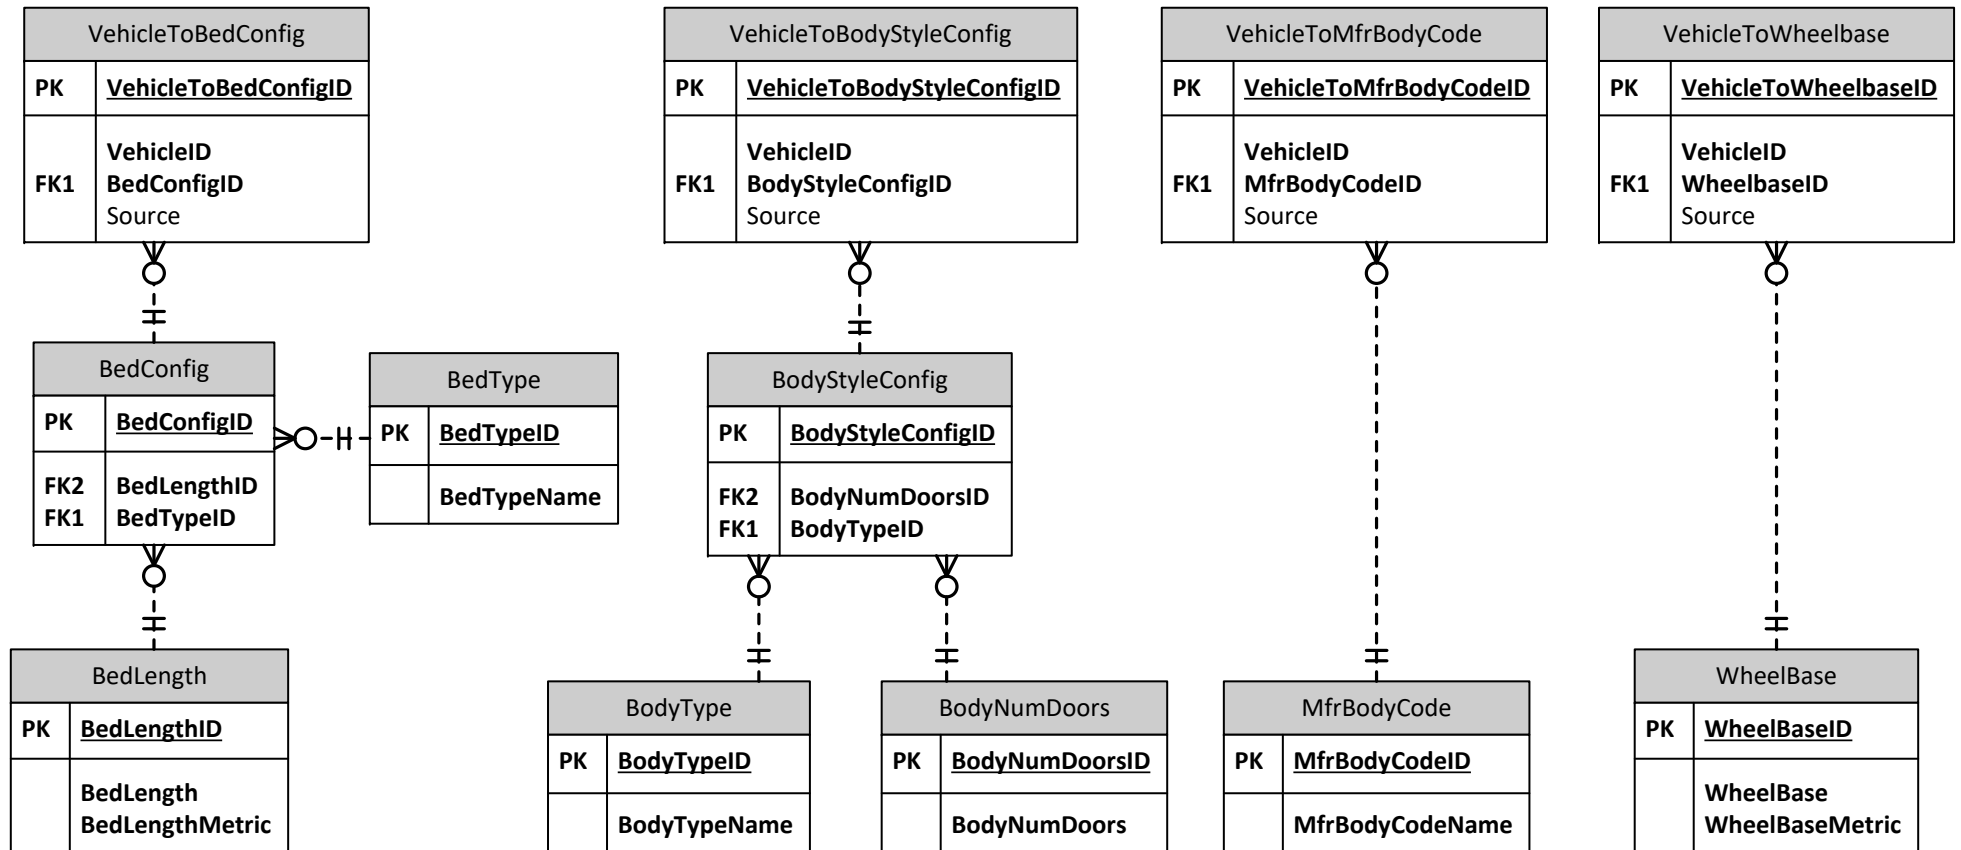 VehicleToBedConfig
PK VehicleToBedConfigID
VehicleID
FK1 BedConfigID
Source
VehicleToBodyStyleConfig
PK VehicleToBodyStyleConfigID
VehicleID
FK1 BodyStyleConfigID
Source
VehicleToMfrBodyCode
PK VehicleToMfrBodyCodeID
VehicleID
FK1 MfrBodyCodeID
Source
VehicleToWheelbase
PK VehicleToWheelbaseID
VehicleID
FK1 WheelbaseID
Source
BedConfig
PK BedConfigID
FK2 BedLengthID
FK1 BedTypeID
BedType
PK BedTypeID
BedTypeName
BodyStyleConfig
PK BodyStyleConfigID
FK2 BodyNumDoorsID
FK1 BodyTypeID
BedLength
PK BedLengthID
BedLength
BedLengthMetric
BodyType
PK BodyTypeID
BodyTypeName
BodyNumDoors
PK BodyNumDoorsID
BodyNumDoors
MfrBodyCode
PK MfrBodyCodeID
MfrBodyCodeName
WheelBase
PK WheelBaseID
WheelBase
WheelBaseMetric